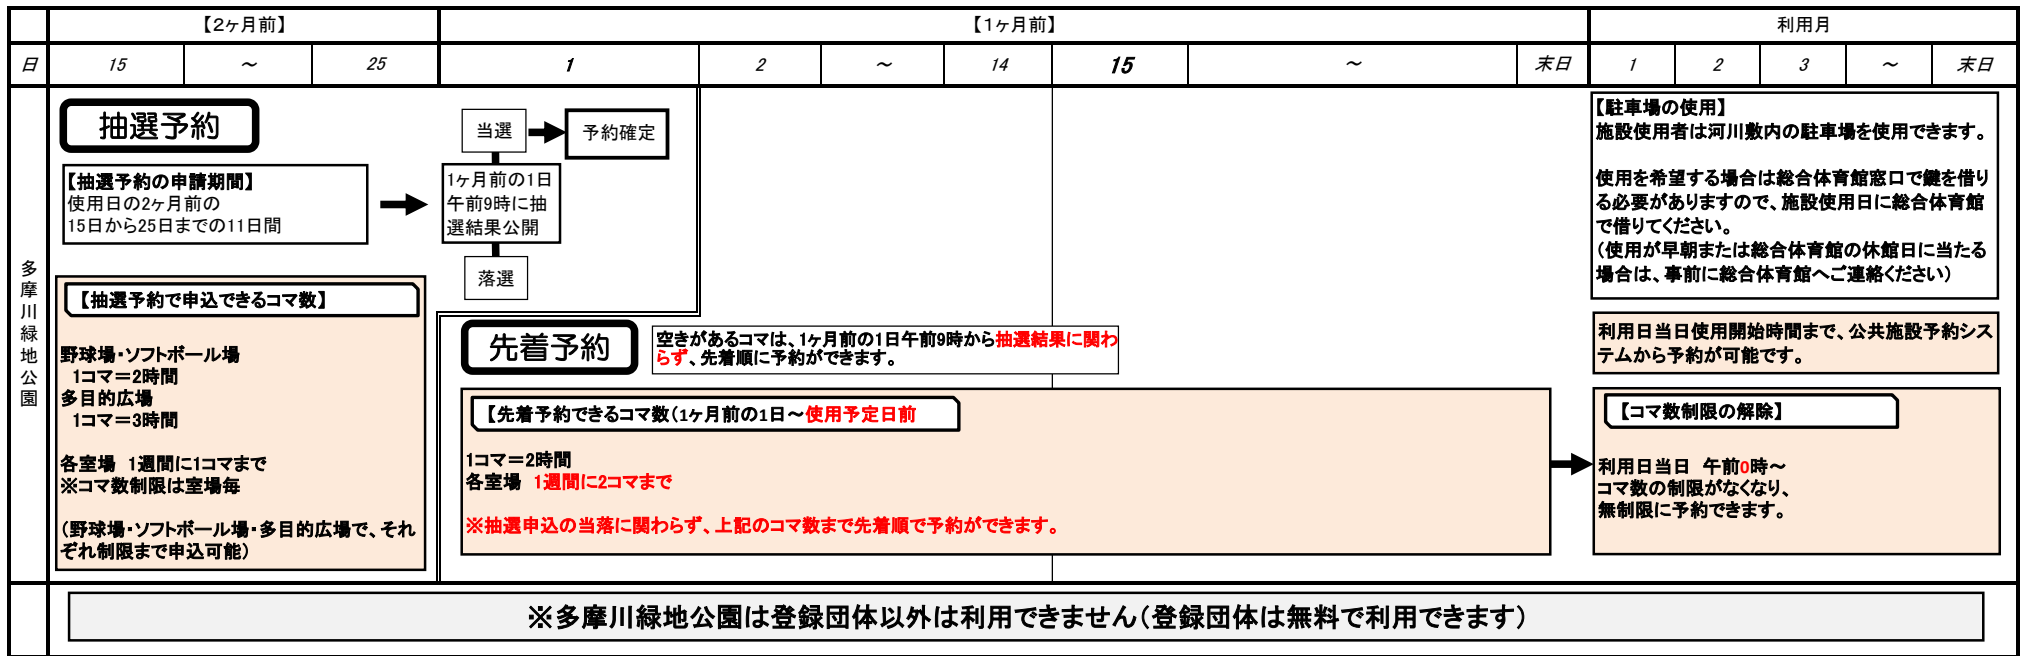 【2ヶ月前】
【1ヶ月前】
利用月
日
15
～
25
1
2
～
14
15
～
末日
1
2
3
～
末日
多摩川緑地公園
抽選予約
【抽選予約の申請期間】
使用日の2ヶ月前の
15日から25日までの11日間
【抽選予約で申込できるコマ数】
野球場・ソフトボール場
1コマ＝2時間
多目的広場
1コマ＝3時間
各室場 1週間に1コマまで
※コマ数制限は室場毎
（野球場・ソフトボール場・多目的広場で、それ
ぞれ制限まで申込可能）
当選
予約確定
1ヶ月前の1日
午前9時に抽
選結果公開
落選
先着予約
空きがあるコマは、1ヶ月前の1日午前9時から抽選結果に関わ
らず、先着順に予約ができます。
【先着予約できるコマ数（1ヶ月前の1日～使用予定日前
1コマ＝2時間
各室場 1週間に2コマまで
※抽選申込の当落に関わらず、上記のコマ数まで先着順で予約ができます。
【駐車場の使用】
施設使用者は河川敷内の駐車場を使用できます。
使用を希望する場合は総合体育館窓口で鍵を借り
る必要がありますので、施設使用日に総合体育館
で借りてください。
（使用が早朝または総合体育館の休館日に当たる
場合は、事前に総合体育館へご連絡ください）
利用日当日使用開始時間まで、公共施設予約シス
テムから予約が可能です。
【コマ数制限の解除】
利用日当日 午前0時～
コマ数の制限がなくなり、
無制限に予約できます。
※多摩川緑地公園は登録団体以外は利用できません（登録団体は無料で利用できます）